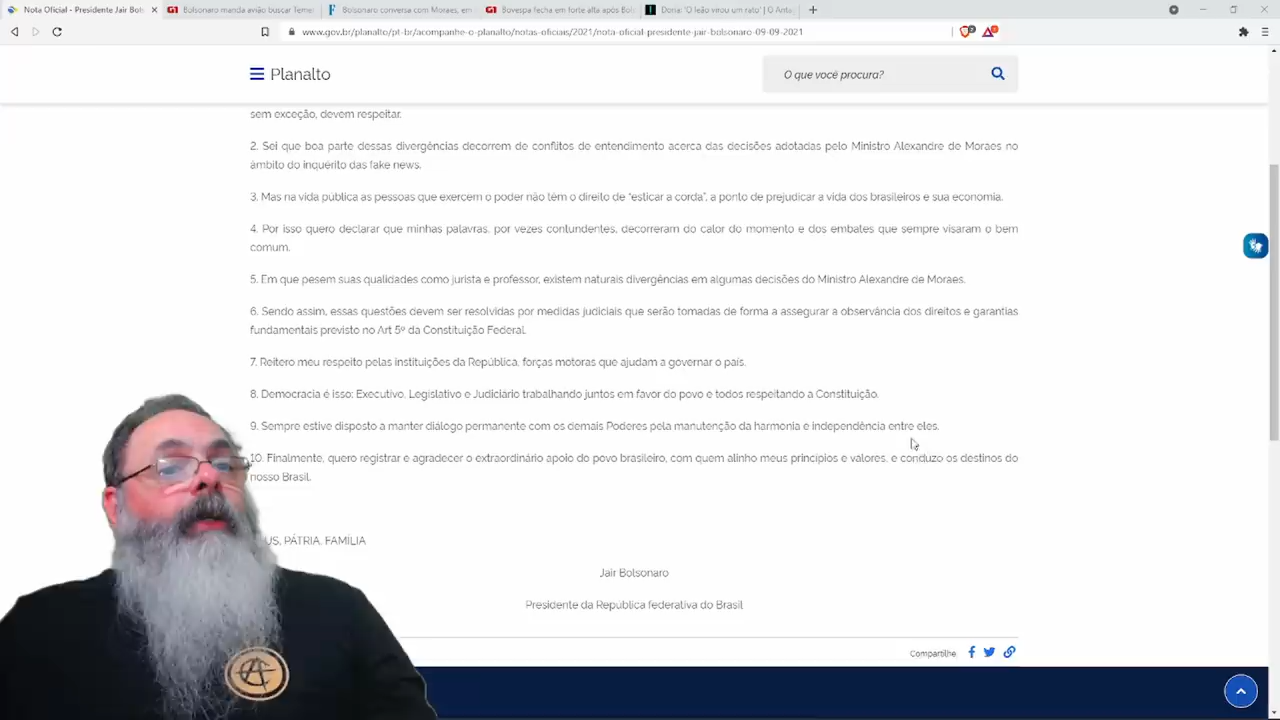 Nota Oficial - Presidente Jair Bols
Bolsonaro manda avião buscar Teme
Bolsonaro conversa com Moraes, em
Bovespa fecha em forte alta após Bol
Doria: 'O leão virou um rato' | O Anta
www.gov.br/planalto/pt-br/acompanhe-o-planalto/notas-oficiais/2021/nota-oficial-presidente-jair-bolsonaro-09-09-2021
Planalto
O que você procura?
sem exceção, devem respeitar.
2. Sei que boa parte dessas divergências decorrem de conflitos de entendimento acerca das decisões adotadas pelo Ministro Alexandre de Moraes no
âmbito do inquérito das fake news.
3. Mas na vida pública as pessoas que exercem o poder não têm o direito de “esticar a corda”, a ponto de prejudicar a vida dos brasileiros e sua economia.
4. Por isso quero declarar que minhas palavras, por vezes contundentes, decorreram do calor do momento e dos embates que sempre visaram o bem
comum.
5. Em que pesem suas qualidades como jurista e professor, existem naturais divergências em algumas decisões do Ministro Alexandre de Moraes.
6. Sendo assim, essas questões devem ser resolvidas por medidas judiciais que serão tomadas de forma a assegurar a observância dos direitos e garantias
fundamentais previsto no Art 5º da Constituição Federal.
7. Reitero meu respeito pelas instituições da República, forças motoras que ajudam a governar o país.
8. Democracia é isso: Executivo, Legislativo e Judiciário trabalhando juntos em favor do povo e todos respeitando a Constituição.
9. Sempre estive disposto a manter diálogo permanente com os demais Poderes pela manutenção da harmonia e independência entre eles.
10. Finalmente, quero registrar e agradecer o extraordinário apoio do povo brasileiro, com quem alinho meus princípios e valores, e conduzo os destinos do
nosso Brasil.
US, PÁTRIA, FAMÍLIA
Jair Bolsonaro
Presidente da República federativa do Brasil
Compartilhe: